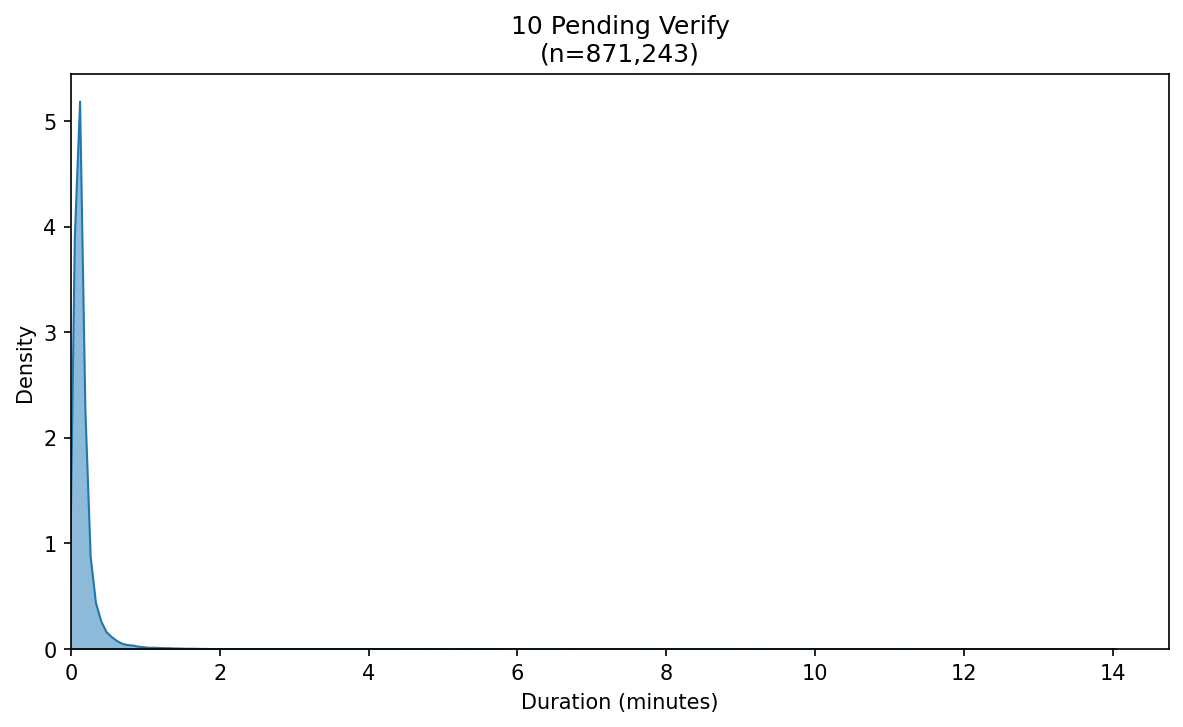 10 Pending Verify
(n=871,243)
5
4
3
2
1
0
Density
0 2 4 6 8 10 12 14
Duration (minutes)